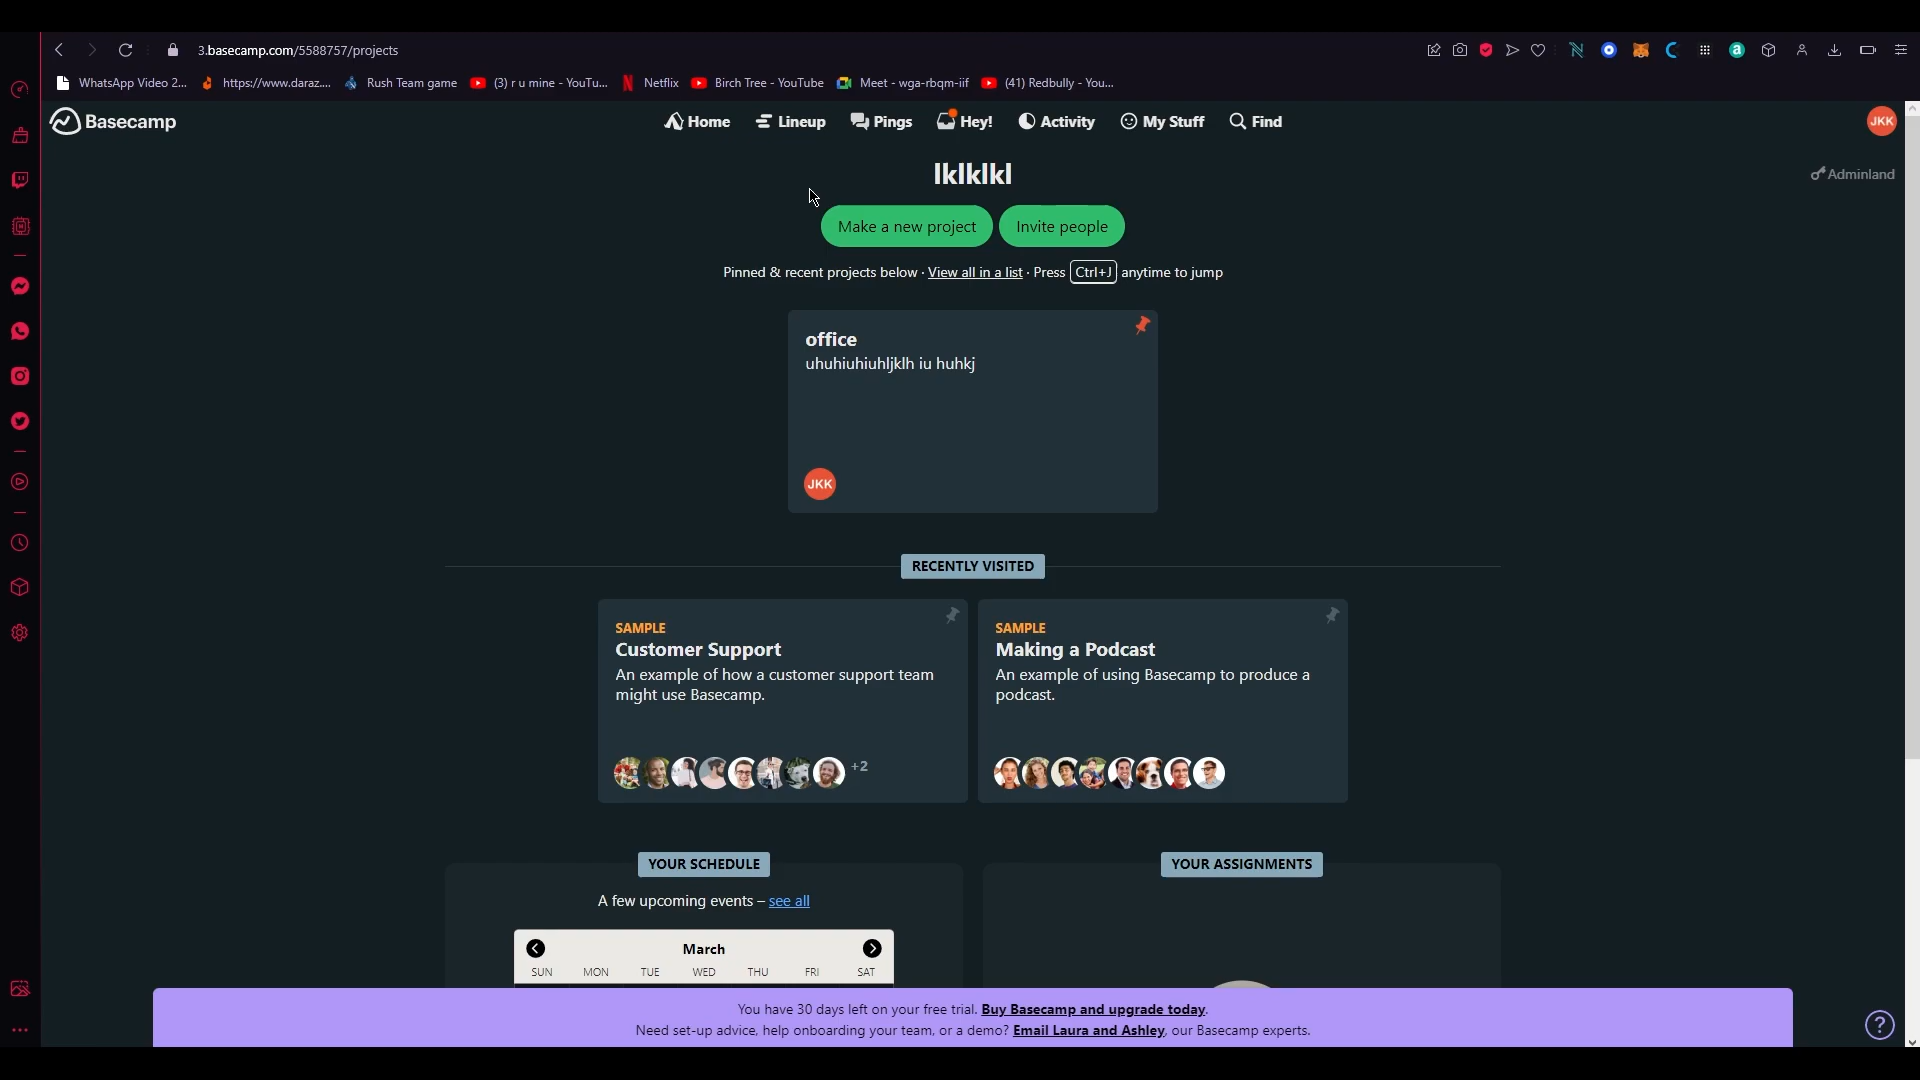 3.basecamp.com/5588757/projects
WhatsApp Video 2... https://www.daraz.... Rush Team game (3) r u mine - YouTu... Netflix Birch Tree - YouTube Meet - wga-rbqm-iif (41) Redbully - You...
Basecamp Home Lineup Pings Hey! Activity My Stuff Find JKK
lklklkl
Adminland
Make a new project Invite people
Pinned & recent projects below · View all in a list · Press Ctrl+J anytime to jump
office
uhuhiuhiuhljklh iu huhkj
JKK
RECENTLY VISITED
SAMPLE
Customer Support
An example of how a customer support team
might use Basecamp.
+2
SAMPLE
Making a Podcast
An example of using Basecamp to produce a
podcast.
YOUR SCHEDULE
A few upcoming events – see all
March
SUN MON TUE WED THU FRI SAT
YOUR ASSIGNMENTS
You have 30 days left on your free trial. Buy Basecamp and upgrade today.
Need set-up advice, help onboarding your team, or a demo? Email Laura and Ashley, our Basecamp experts.
?